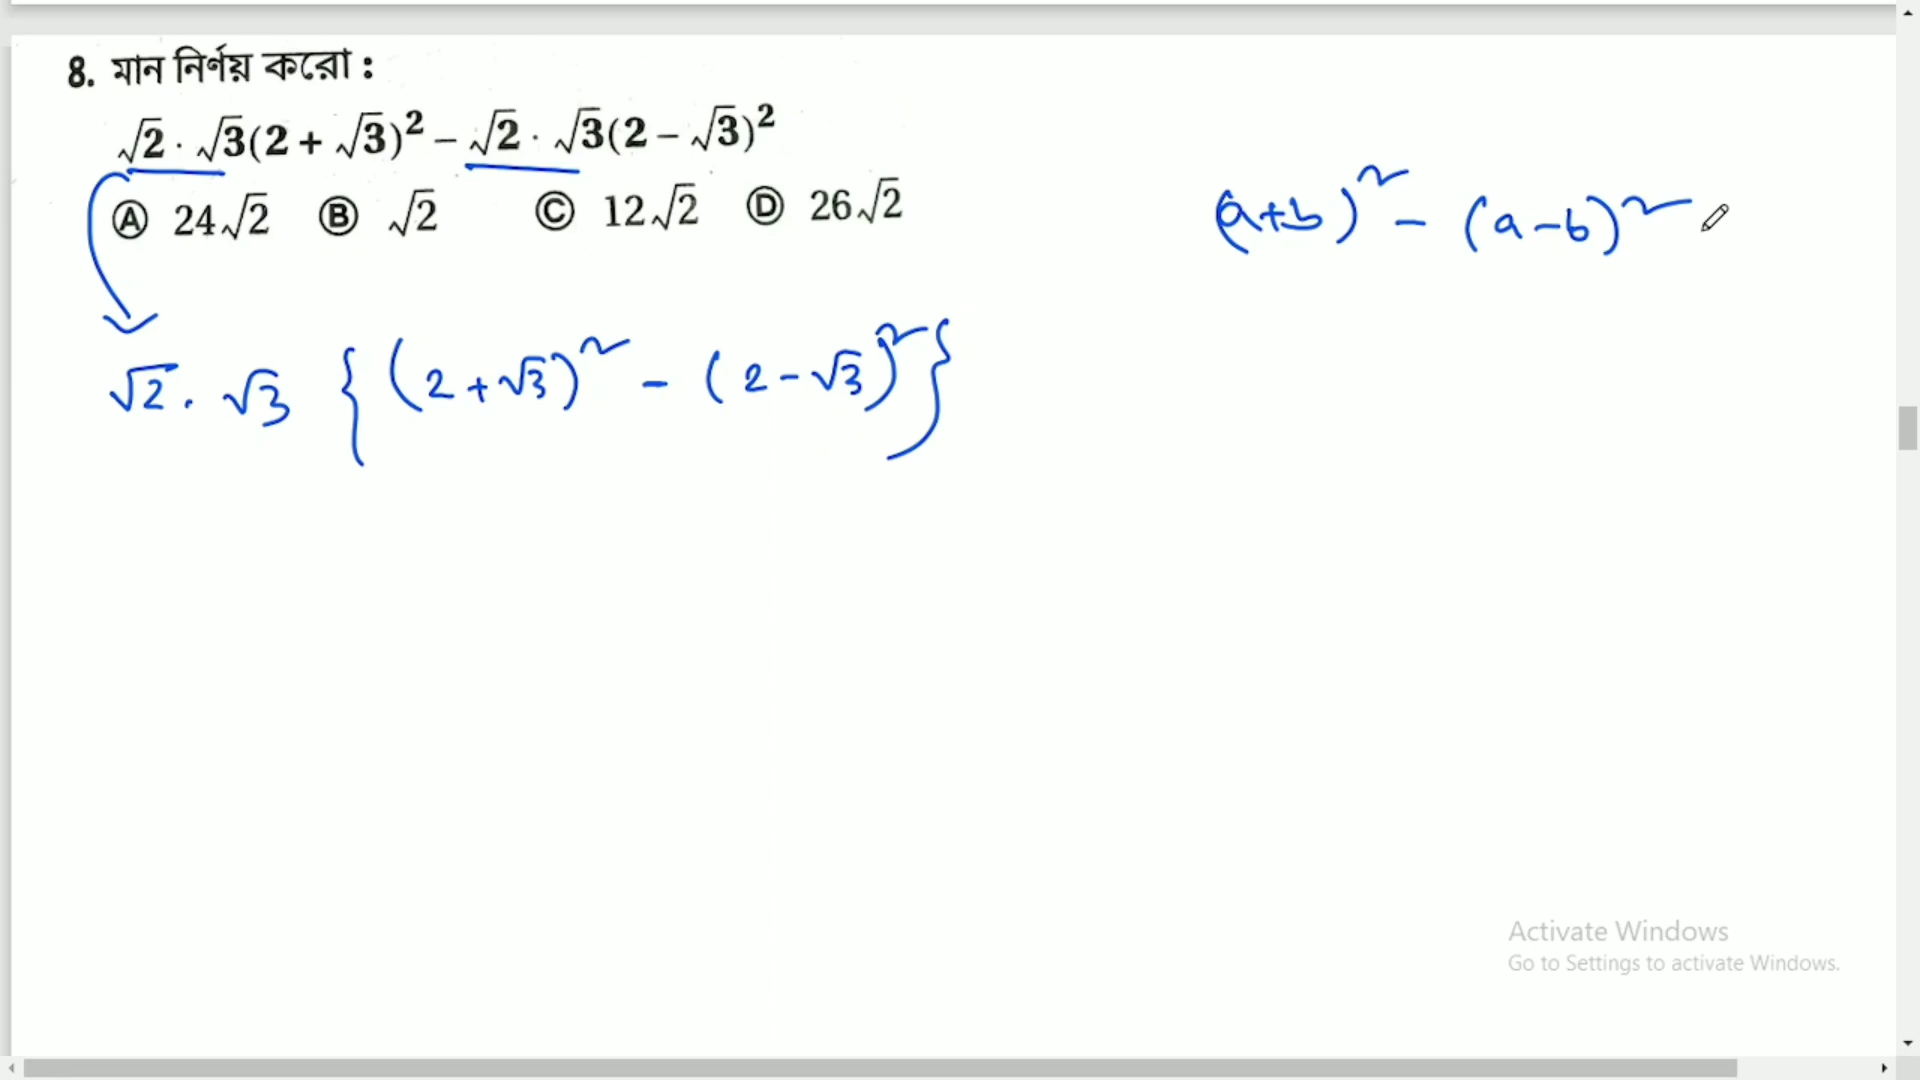 8. মান নির্ণয় করো :
√2 · √3(2 + √3)² – √2 · √3(2 – √3)²
Ⓐ 24√2 Ⓑ √2 Ⓒ 12√2 Ⓓ 26√2
(a+b)² - (a-b)²
√2 . √3 { (2+√3)² - (2-√3)² }
Activate Windows
Go to Settings to activate Windows.